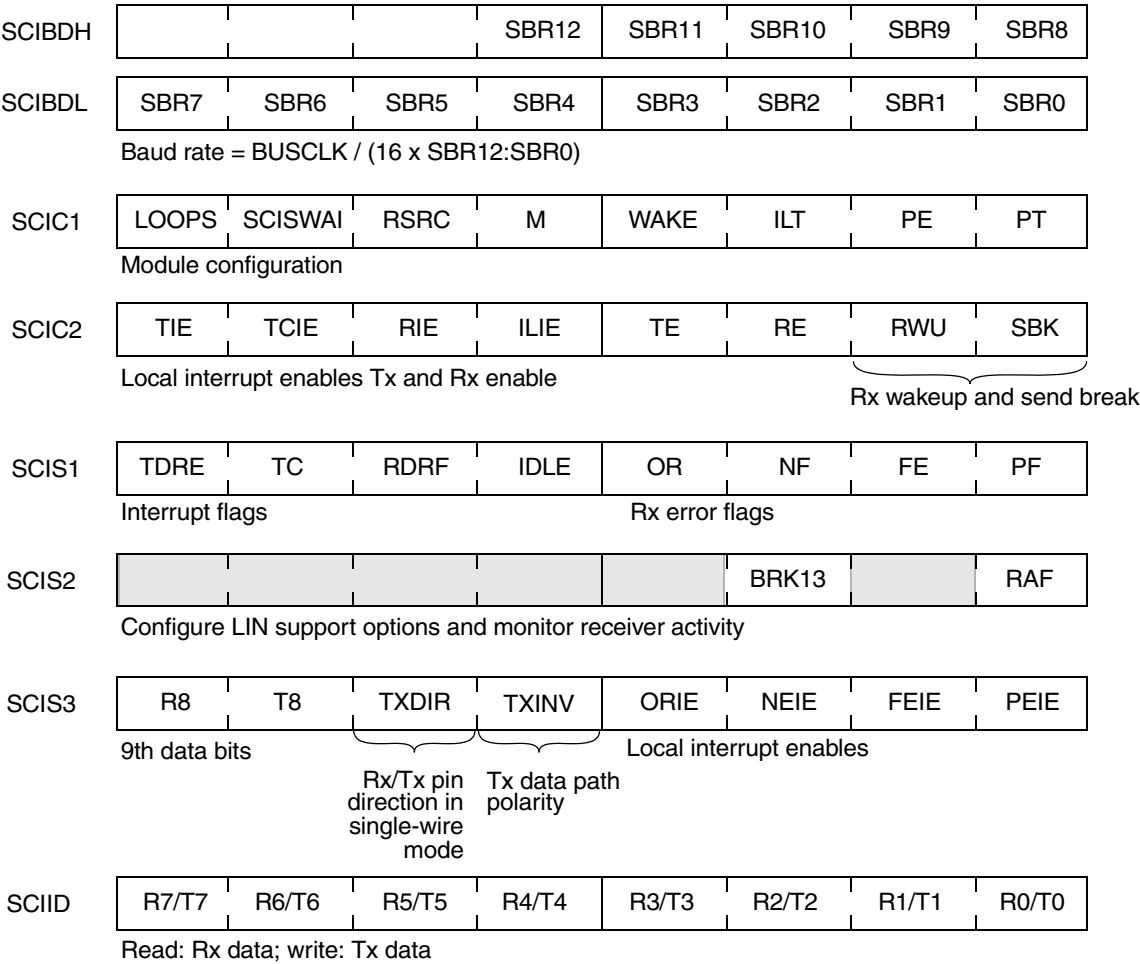 SCIBDH SBR12 SBR11 SBR10 SBR9 SBR8
SCIBDL SBR7 SBR6 SBR5 SBR4 SBR3 SBR2 SBR1 SBR0
Baud rate = BUSCLK / (16 x SBR12:SBR0)
SCIC1 LOOPS SCISWAI RSRC M WAKE ILT PE PT
Module configuration
SCIC2 TIE TCIE RIE ILIE TE RE RWU SBK
Local interrupt enables Tx and Rx enable
Rx wakeup and send break
SCIS1 TDRE TC RDRF IDLE OR NF FE PF
Interrupt flags Rx error flags
SCIS2 BRK13 RAF
Configure LIN support options and monitor receiver activity
SCIS3 R8 T8 TXDIR TXINV ORIE NEIE FEIE PEIE
9th data bits Local interrupt enables
Rx/Tx pin
direction in
single-wire
mode
Tx data path
polarity
SCIID R7/T7 R6/T6 R5/T5 R4/T4 R3/T3 R2/T2 R1/T1 R0/T0
Read: Rx data; write: Tx data